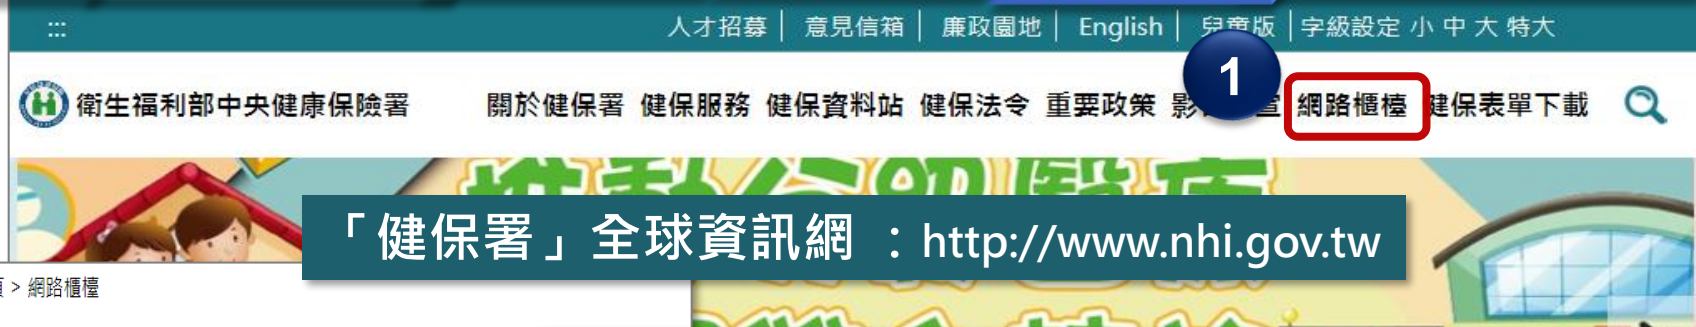 人才招募│ 意見信箱│ 廉政園地│ English│ 兒童版 │字級設定 小 中 大 特大
1
衛生福利部中央健康保險署 關於健保署 健保服務 健保資料站 健保法令 重要政策 網路櫃檯 健保表單下載
「健保署」全球資訊網 ：http://www.nhi.gov.tw
> 網路櫃檯